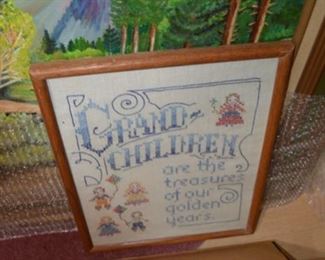 GRAND-
CHILDREN
are the
treasures
of our
golden
years.